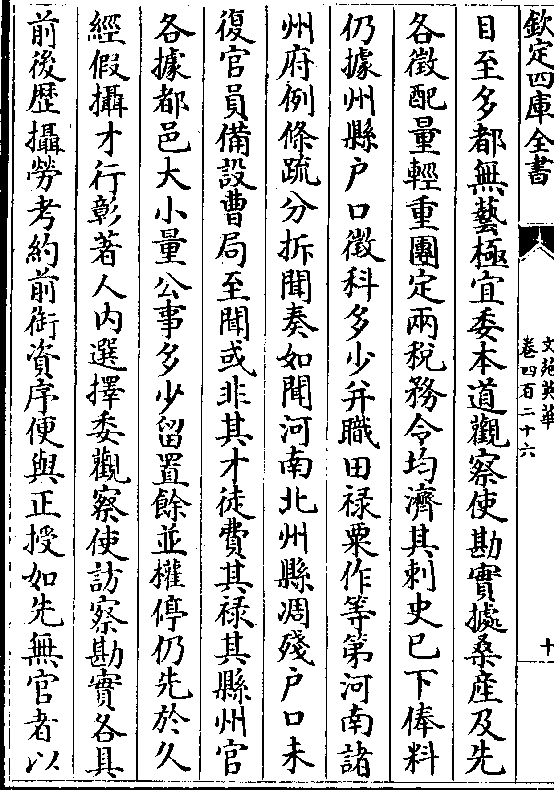 欽定四庫全書
文苑英華
卷四百二十六
十
目至多都無藝極宜委本道觀察使勘實據桑產及先
各徵配量輕重團定兩稅務令均濟其刺史已下俸料
仍據州縣户口徵科多少并職田禄粟作等第河南諸
州府例條疏分拆聞奏如聞河南北州縣凋殘户口未
復官員備設曹局至閒或非其才徒費其禄其縣州官
各據都邑大小量公事多少留置餘並權停仍先於久
經假攝才行彰著人内選擇委觀察使訪察勘實各具
前後歴攝勞考約前銜資序便與正授如先無官者以